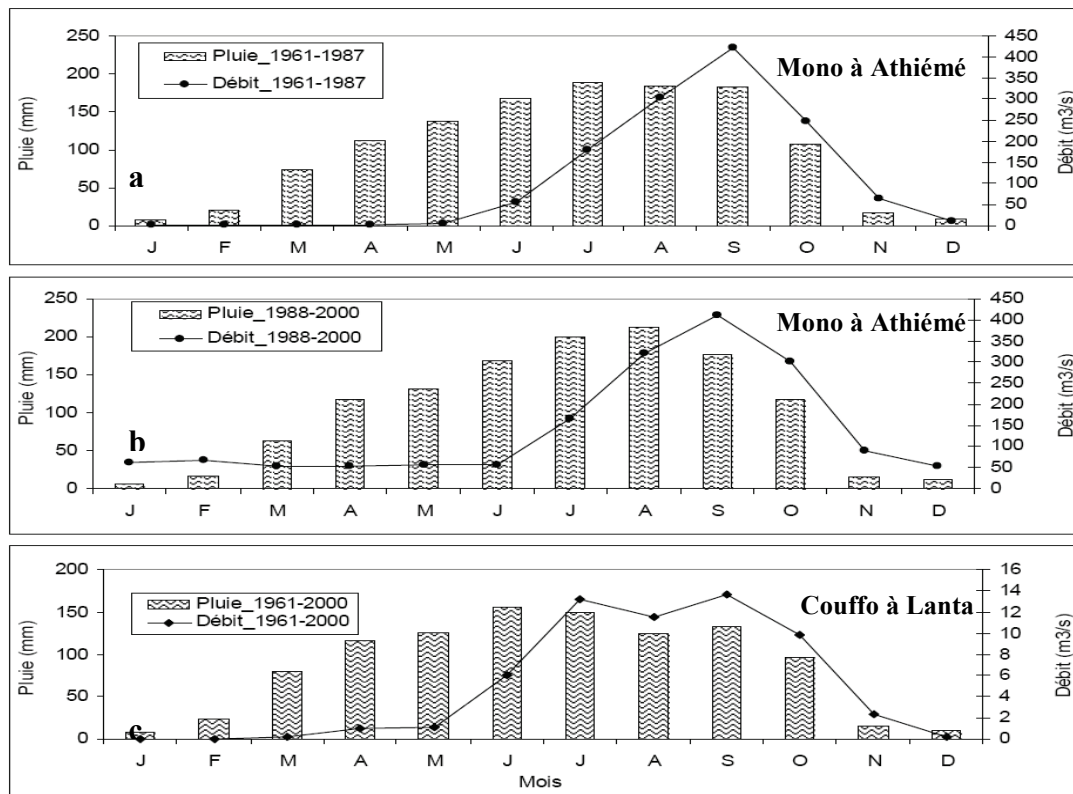 250
200
150
100
50
0
Pluie (mm)
Pluie_1961-1987
Débit_1961-1987
Mono à Athiémé
a
450
400
350
300
250
200
150
100
50
0
Débit (m3/s)
J F M A M J J A S O N D
250
200
150
100
50
0
Pluie (mm)
Pluie_1988-2000
Débit_1988-2000
Mono à Athiémé
b
450
400
350
300
250
200
150
100
50
0
Débit (m3/s)
J F M A M J J A S O N D
200
150
100
50
0
Pluie (mm)
Pluie_1961-2000
Débit_1961-2000
Couffo à Lanta
c
16
14
12
10
8
6
4
2
0
Débit (m3/s)
J F M A M J J A S O N D
Mois